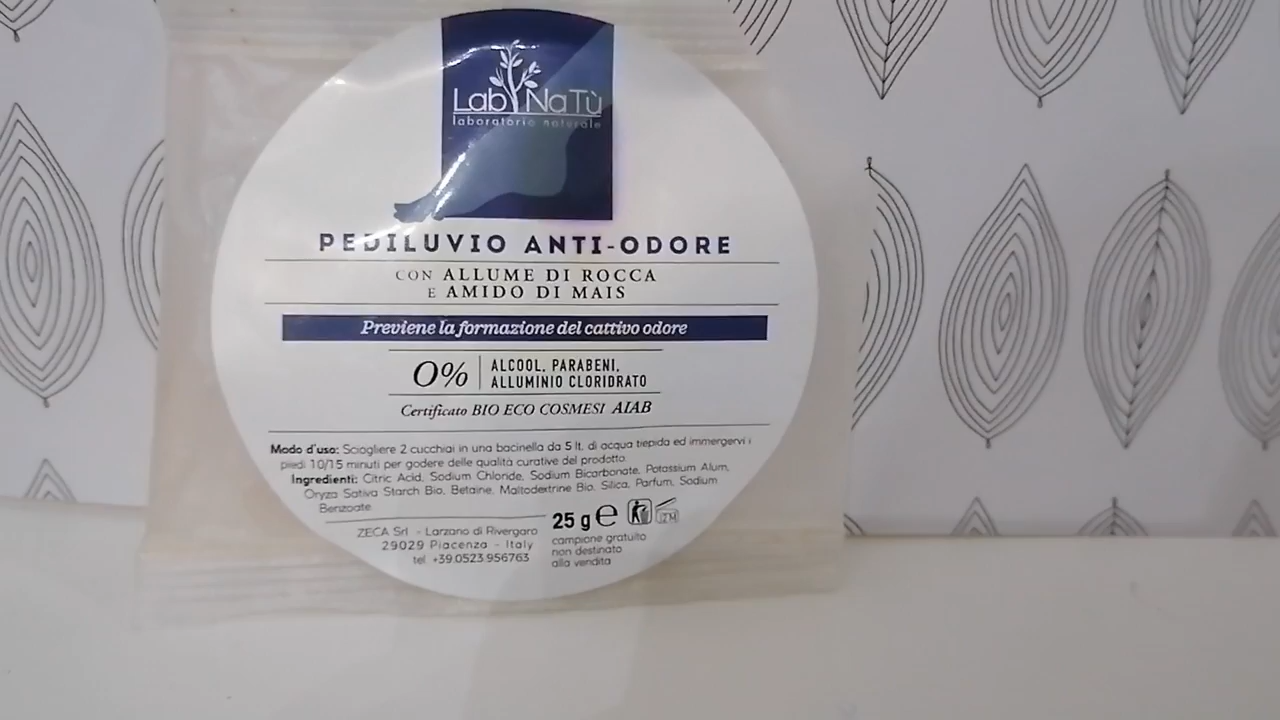 Lab NaTù
laboratorio naturale
PEDILUVIO ANTI-ODORE
CON ALLUME DI ROCCA
E AMIDO DI MAIS
Previene la formazione del cattivo odore
0% ALCOOL, PARABENI,
ALLUMINIO CLORIDRATO
Certificato BIO ECO COSMESI AIAB
Modo d'uso: Sciogliere 2 cucchiai in una bacinella da 5 lt. di acqua tiepida ed immergervi i
piedi 10/15 minuti per godere delle qualità curative del prodotto.
Ingredienti: Citric Acid, Sodium Chloride, Sodium Bicarbonate, Potassium Alum,
Oryza Sativa Starch Bio, Betaine, Maltodextrine Bio, Silica, Parfum, Sodium
Benzoate.
ZECA Srl - Larzano di Rivergaro
29029 Piacenza - Italy
tel. +39.0523.956763
25 g e
12M
campione gratuito
non destinato
alla vendita